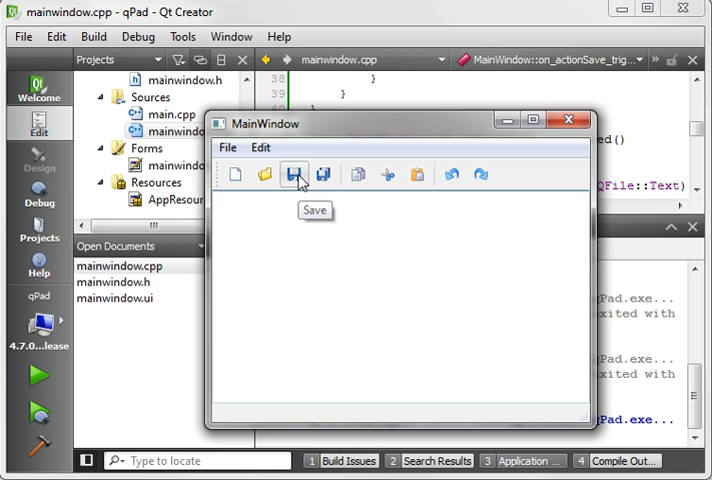 mainwindow.cpp - qPad - Qt Creator
File Edit Build Debug Tools Window Help
Projects
mainwindow.cpp
MainWindow::on_actionSave_trig...
Qt
Welcome
Edit
Design
Debug
Projects
Help
qPad
4.7.0...lease
mainwindow.h
Sources
main.cpp
mainwindo
Forms
mainwindo
Resources
AppResour
Open Documents
mainwindow.cpp
mainwindow.h
mainwindow.ui
38 }
39 }
ed()
QFile::Text)
MainWindow
File Edit
Save
qPad.exe...
exited with
qPad.exe...
exited with
qPad.exe...
Type to locate
1 Build Issues 2 Search Results 3 Application ... 4 Compile Out...